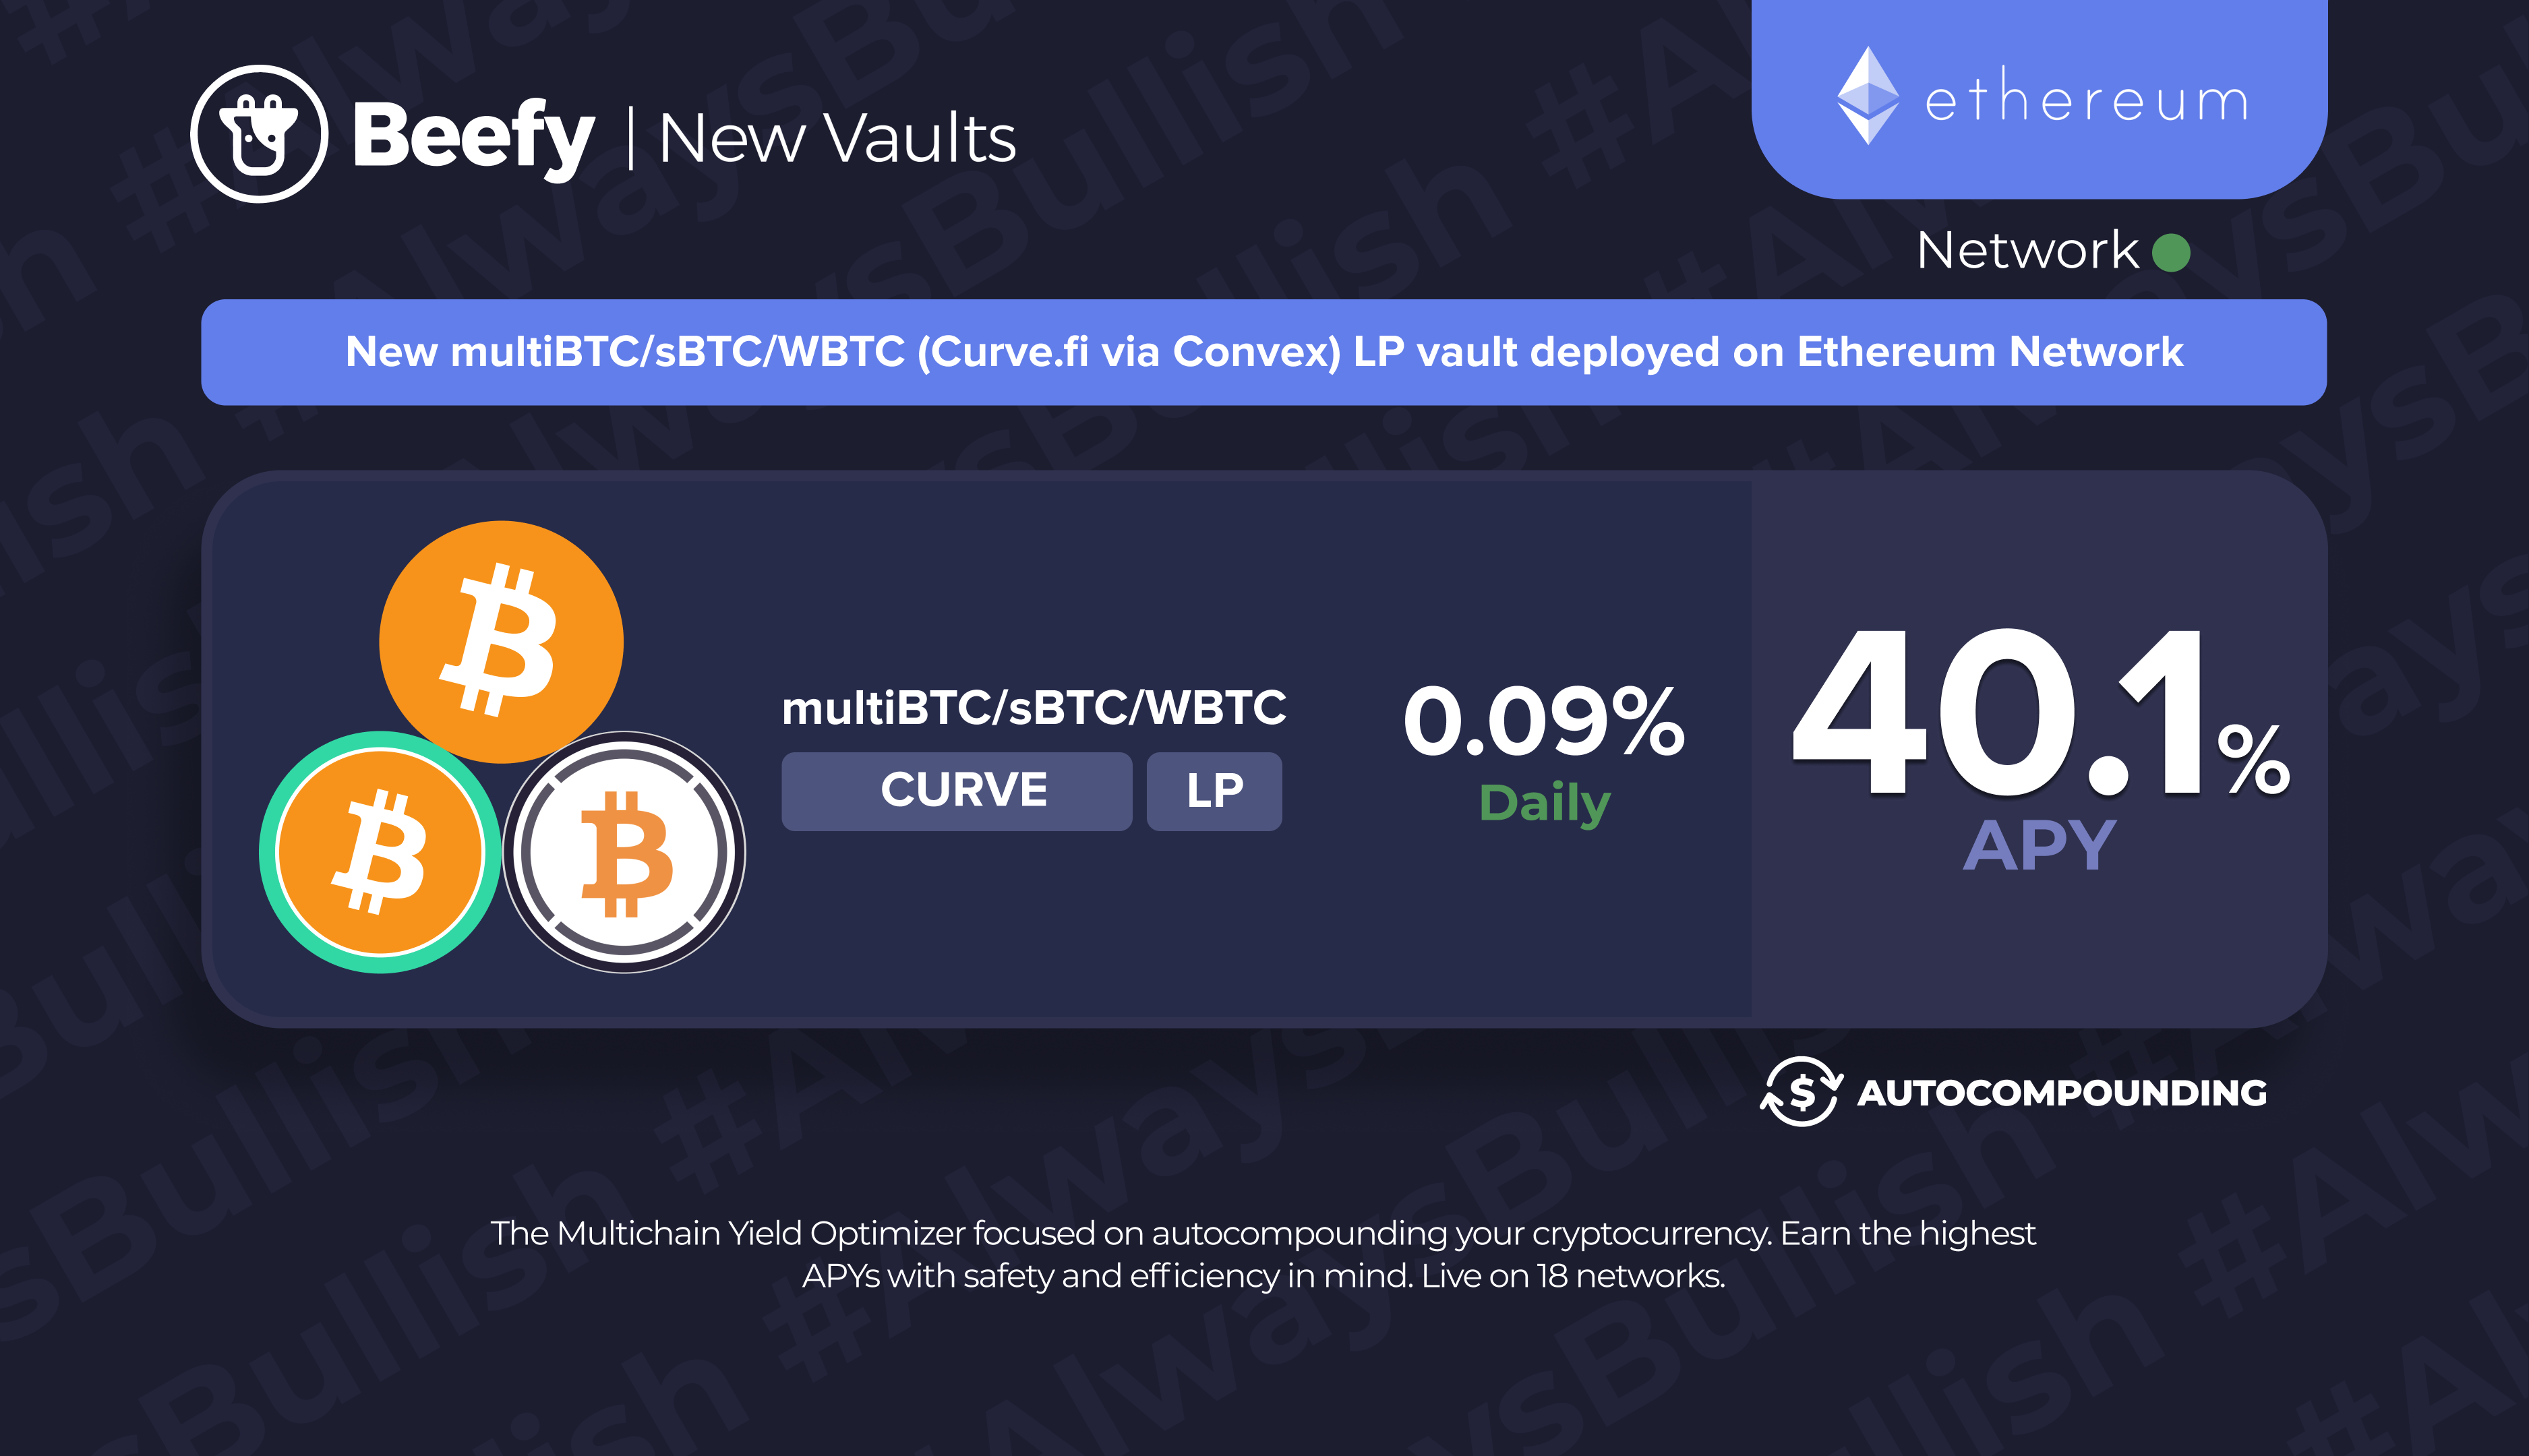 Beefy | New Vaults
ethereum
Network
New multiBTC/sBTC/WBTC (Curve.fi via Convex) LP vault deployed on Ethereum Network
multiBTC/sBTC/WBTC
CURVE
LP
0.09%
Daily
40.1%
APY
AUTOCOMPOUNDING
The Multichain Yield Optimizer focused on autocompounding your cryptocurrency. Earn the highest
APYs with safety and efficiency in mind. Live on 18 networks.
#AlwaysBullish